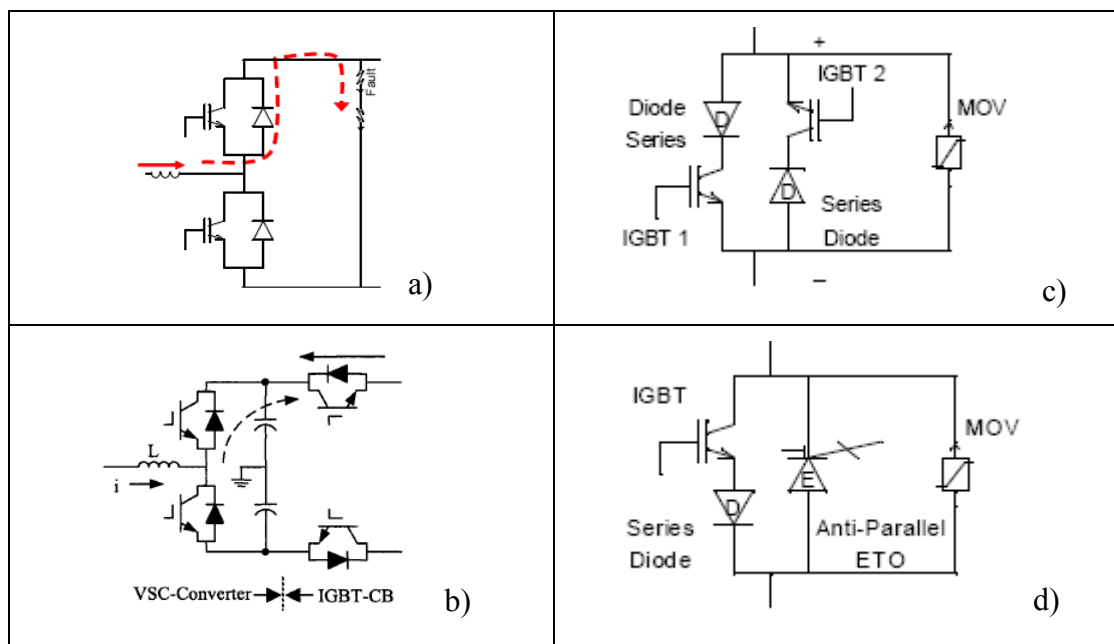 Fault
a)
+
IGBT 2
Diode
Series
D
MOV
D
Series
Diode
IGBT 1
−
c)
L
i
VSC-Converter
IGBT-CB
b)
IGBT
MOV
E
D
Series
Diode
Anti-Parallel
ETO
d)